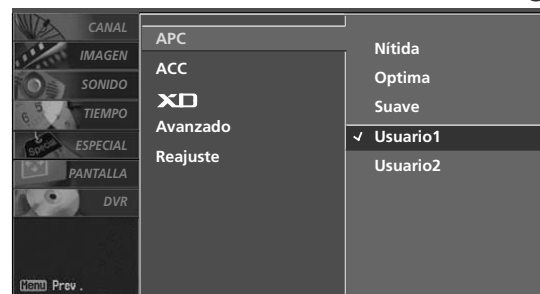 CANAL
IMAGEN
SONIDO
TIEMPO
ESPECIAL
PANTALLA
DVR
Menu Prev.
APC
ACC
XD
Avanzado
Reajuste
Nítida
Optima
Suave
✓ Usuario1
Usuario2